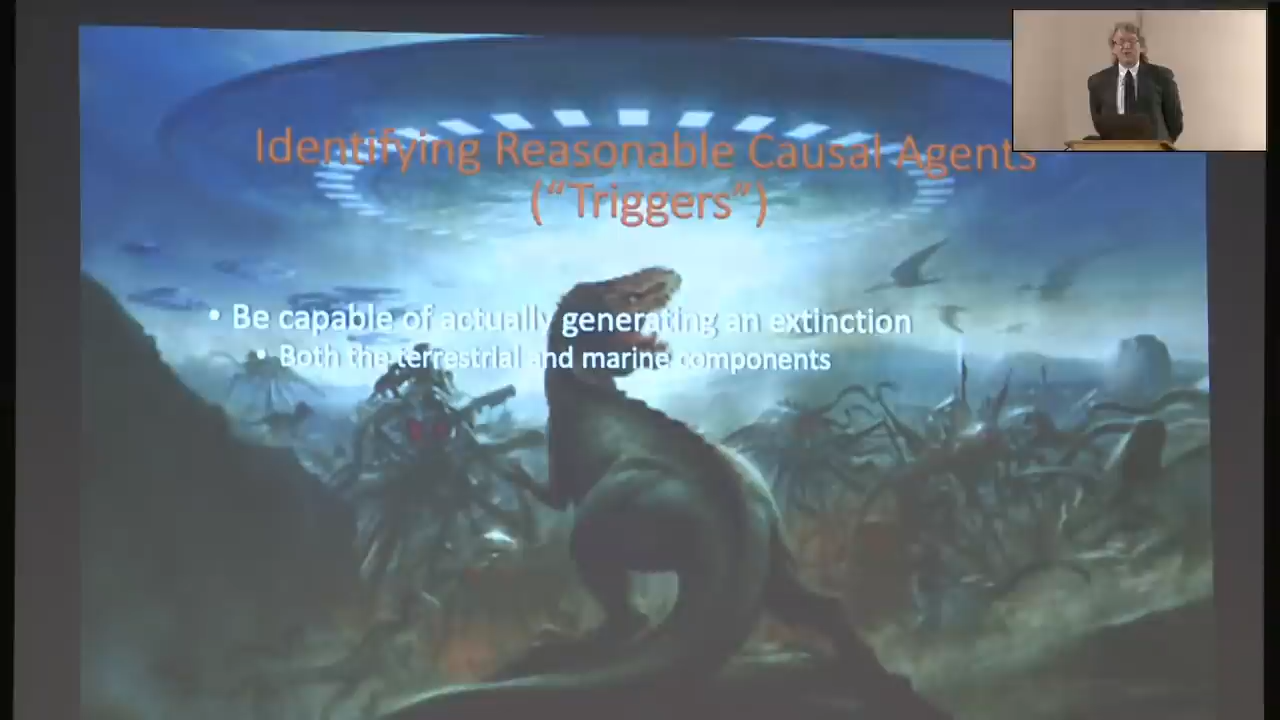 Identifying Reasonable Causal Agents
(“Triggers”)
• Be capable of actually generating an extinction
• Both the terrestrial and marine components